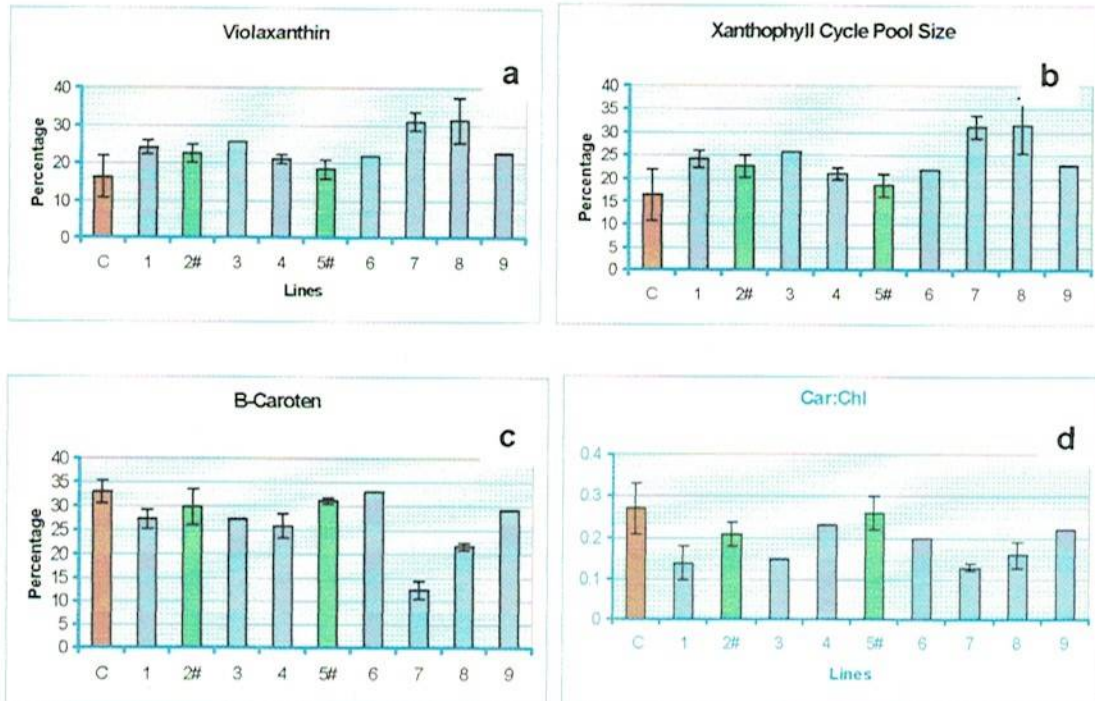 Violaxanthin
a
Percentage
40
30
20
10
0
C 1 2# 3 4 5# 6 7 8 9
Lines
Xanthophyll Cycle Pool Size
b
Percentage
40
35
30
25
20
15
10
5
0
C 1 2# 3 4 5# 6 7 8 9
B-Caroten
c
Percentage
40
35
30
25
20
15
10
5
0
C 1 2# 3 4 5# 6 7 8 9
Car:Chl
d
0.4
0.3
0.2
0.1
0
C 1 2# 3 4 5# 6 7 8 9
Lines